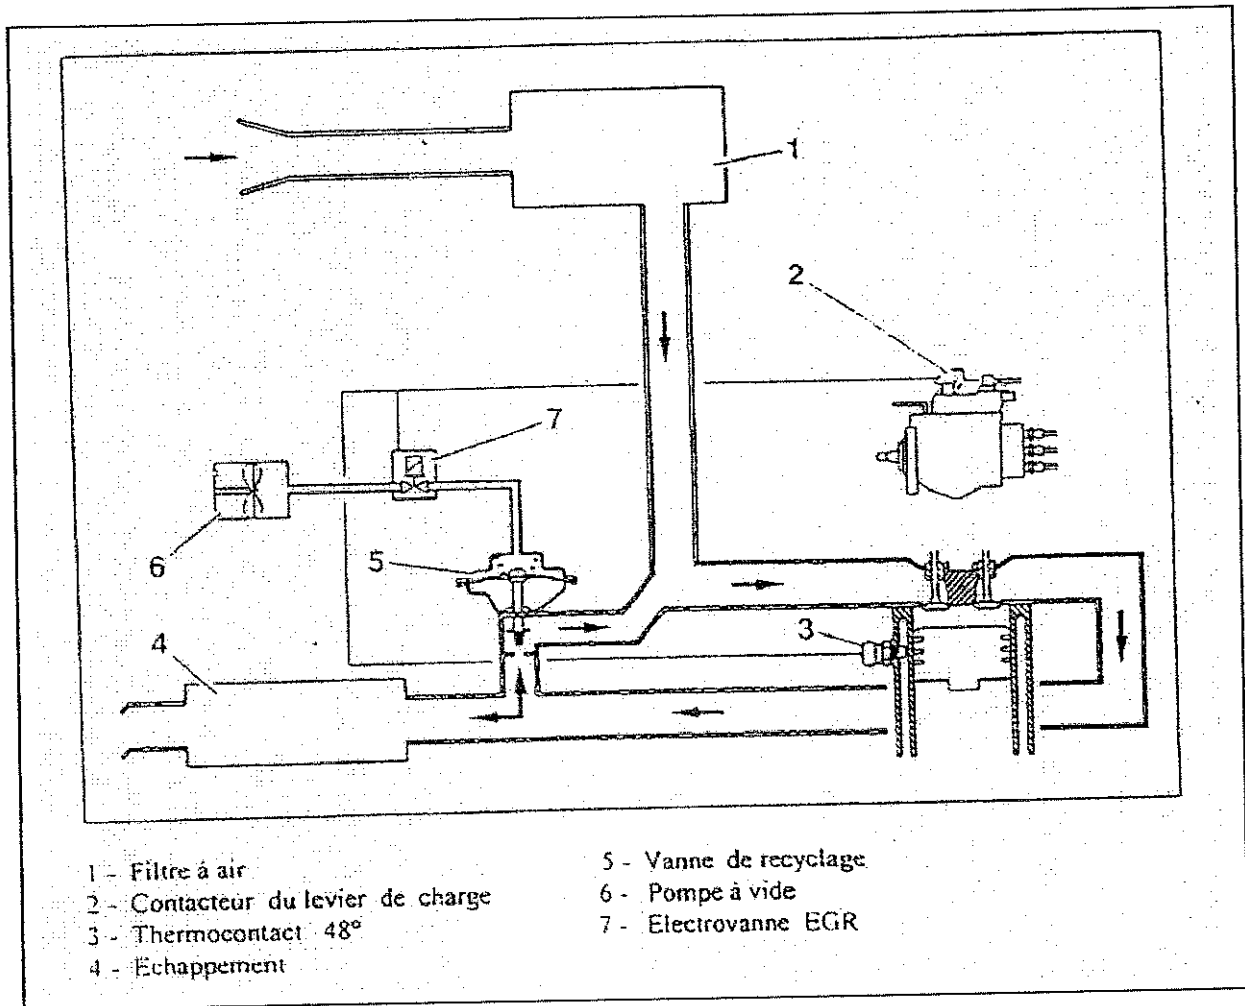 1
2
7
6
5
4
3
1 - Filtre à air
2 - Contacteur du levier de charge
3 - Thermocontact 48°
4 - Echappement
5 - Vanne de recyclage
6 - Pompe à vide
7 - Electrovanne EGR